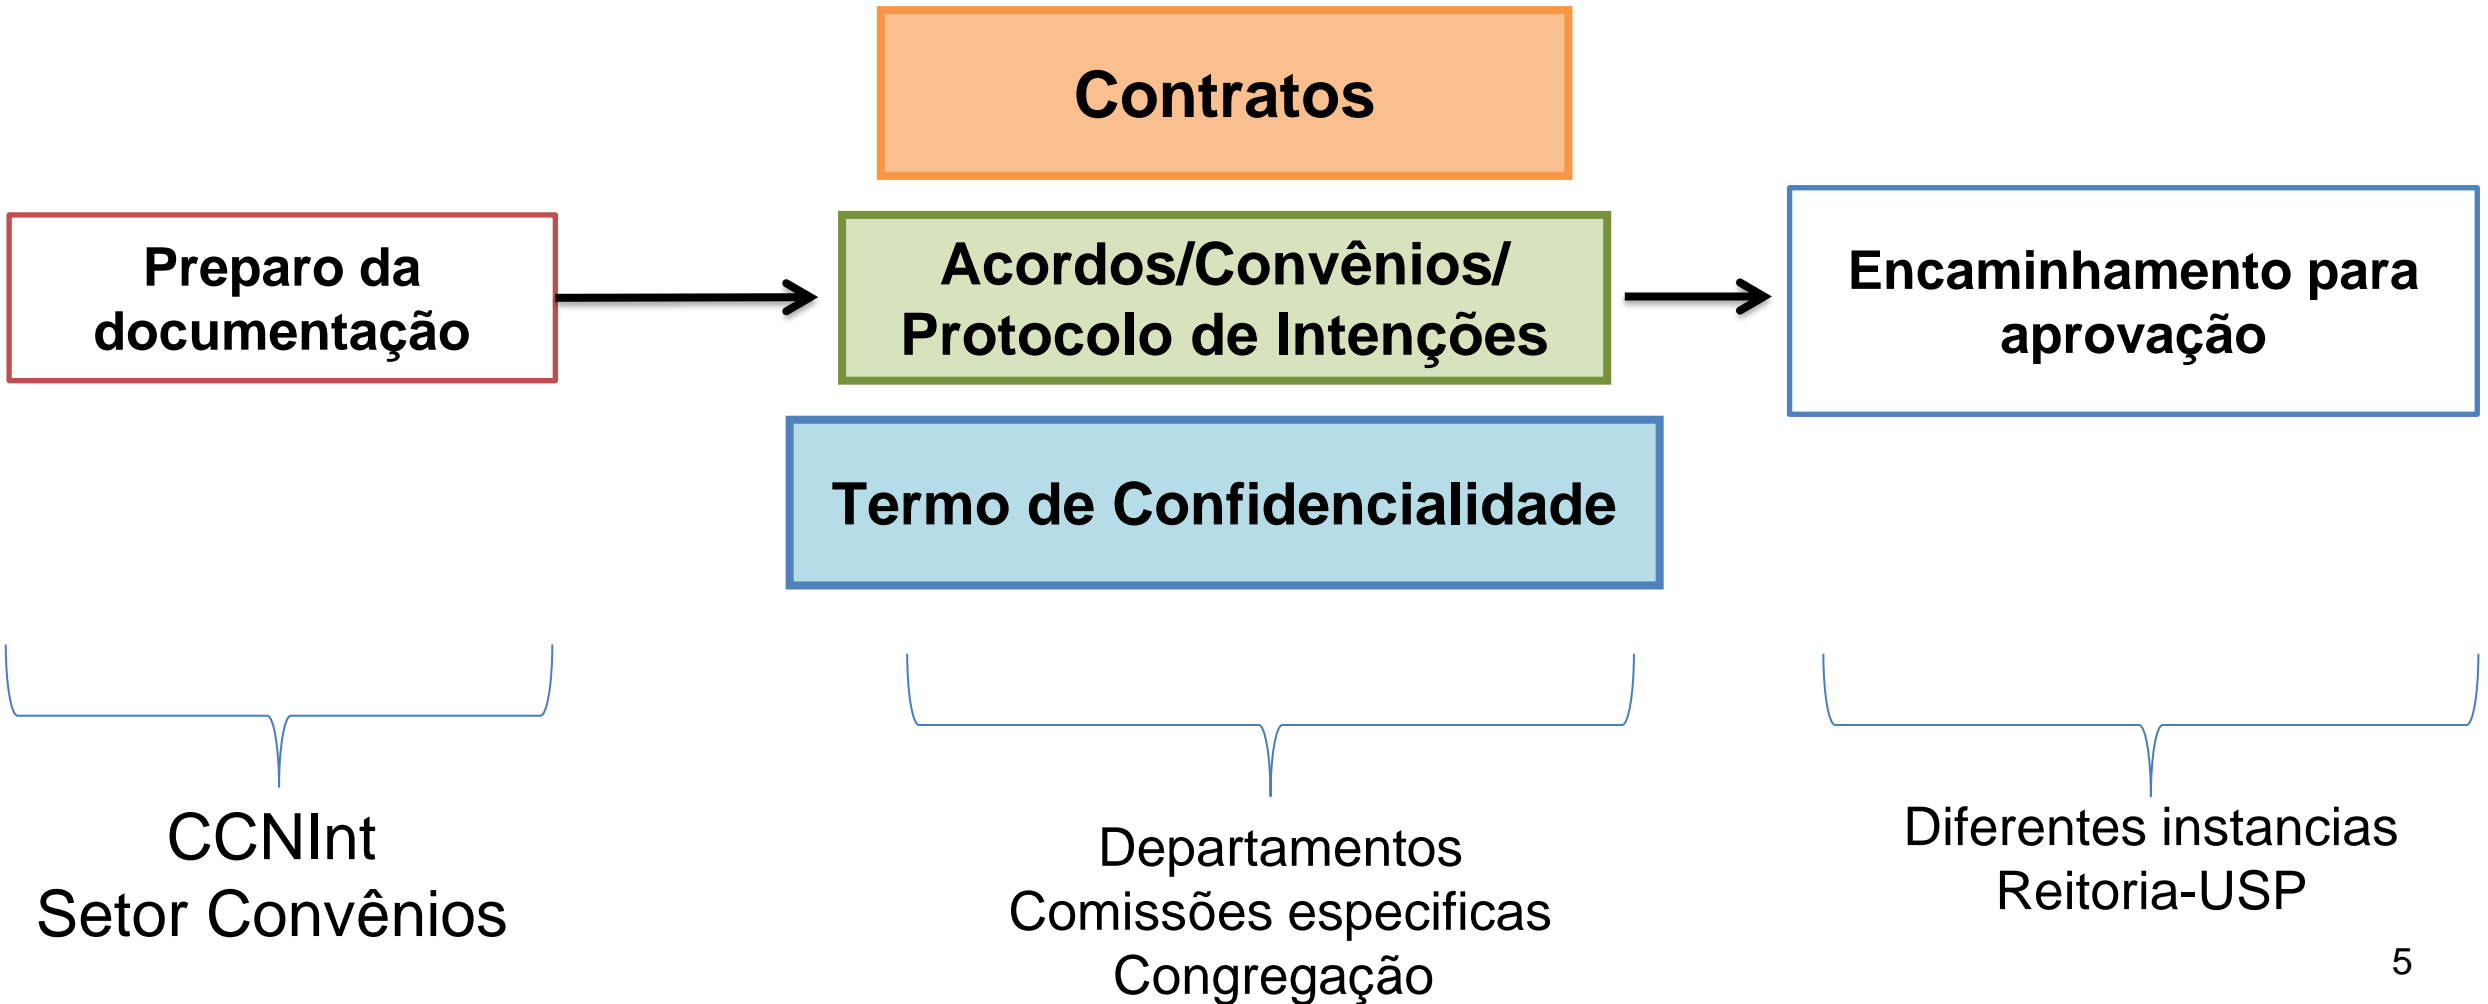 Contratos
Preparo da
documentação
Acordos/Convênios/
Protocolo de Intenções
Encaminhamento para
aprovação
Termo de Confidencialidade
CCNInt
Setor Convênios
Departamentos
Comissões especificas
Congregação
Diferentes instancias
Reitoria-USP
5